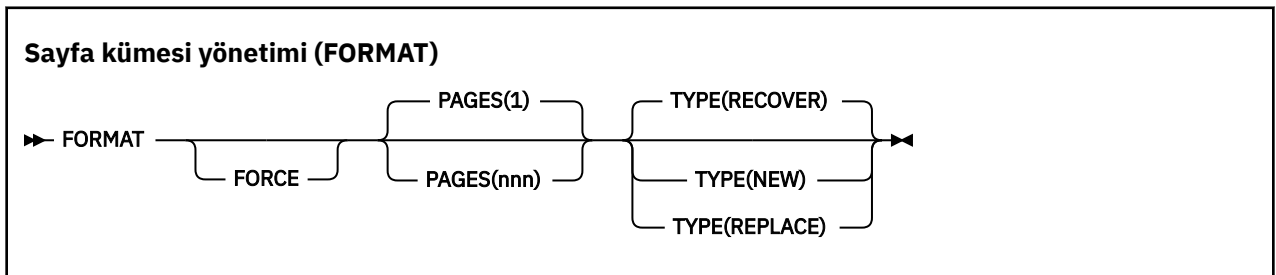 Sayfa kümesi yönetimi (FORMAT)
PAGES(1) TYPE(RECOVER)
FORMAT
FORCE PAGES(nnn) TYPE(NEW)
TYPE(REPLACE)